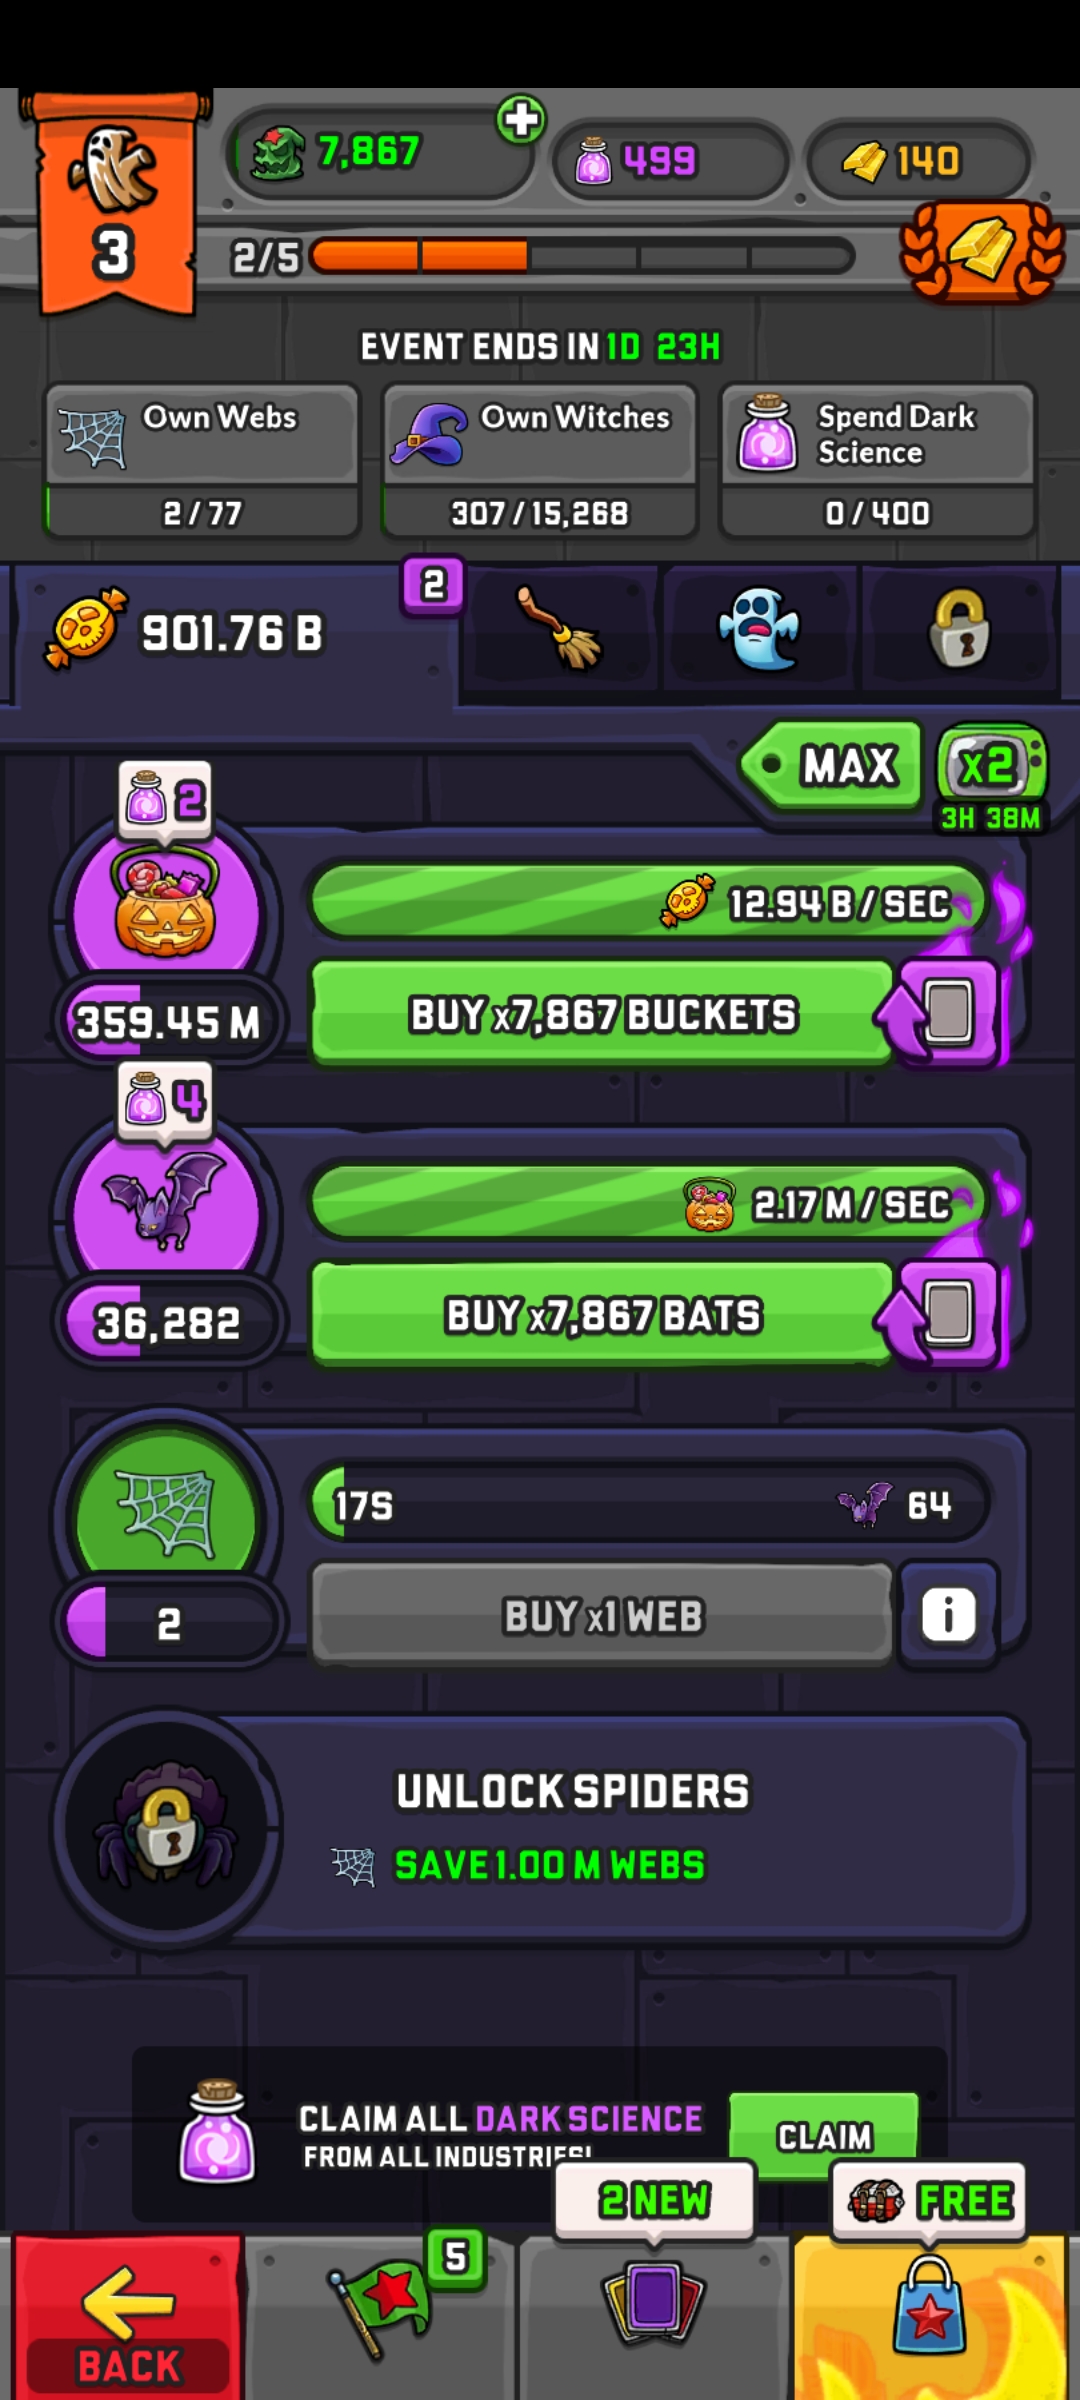 7,867
499
140
3
2/5
EVENT ENDS IN 1D 23H
Own Webs
2/77
Own Witches
307/15,268
Spend Dark
Science
0/400
901.76 B
2
MAX
x2
3H 38M
2
12.94 B / SEC
359.45 M
BUY x7,867 BUCKETS
4
2.17 M / SEC
36,282
BUY x7,867 BATS
17S
64
2
BUY x1 WEB
i
UNLOCK SPIDERS
SAVE 1.00 M WEBS
CLAIM ALL DARK SCIENCE
FROM ALL INDUSTRIES!
CLAIM
2 NEW
FREE
5
BACK